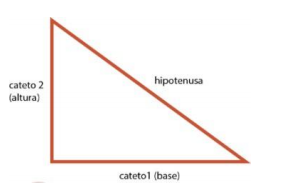 cateto 2
(altura)
hipotenusa
cateto1 (base)